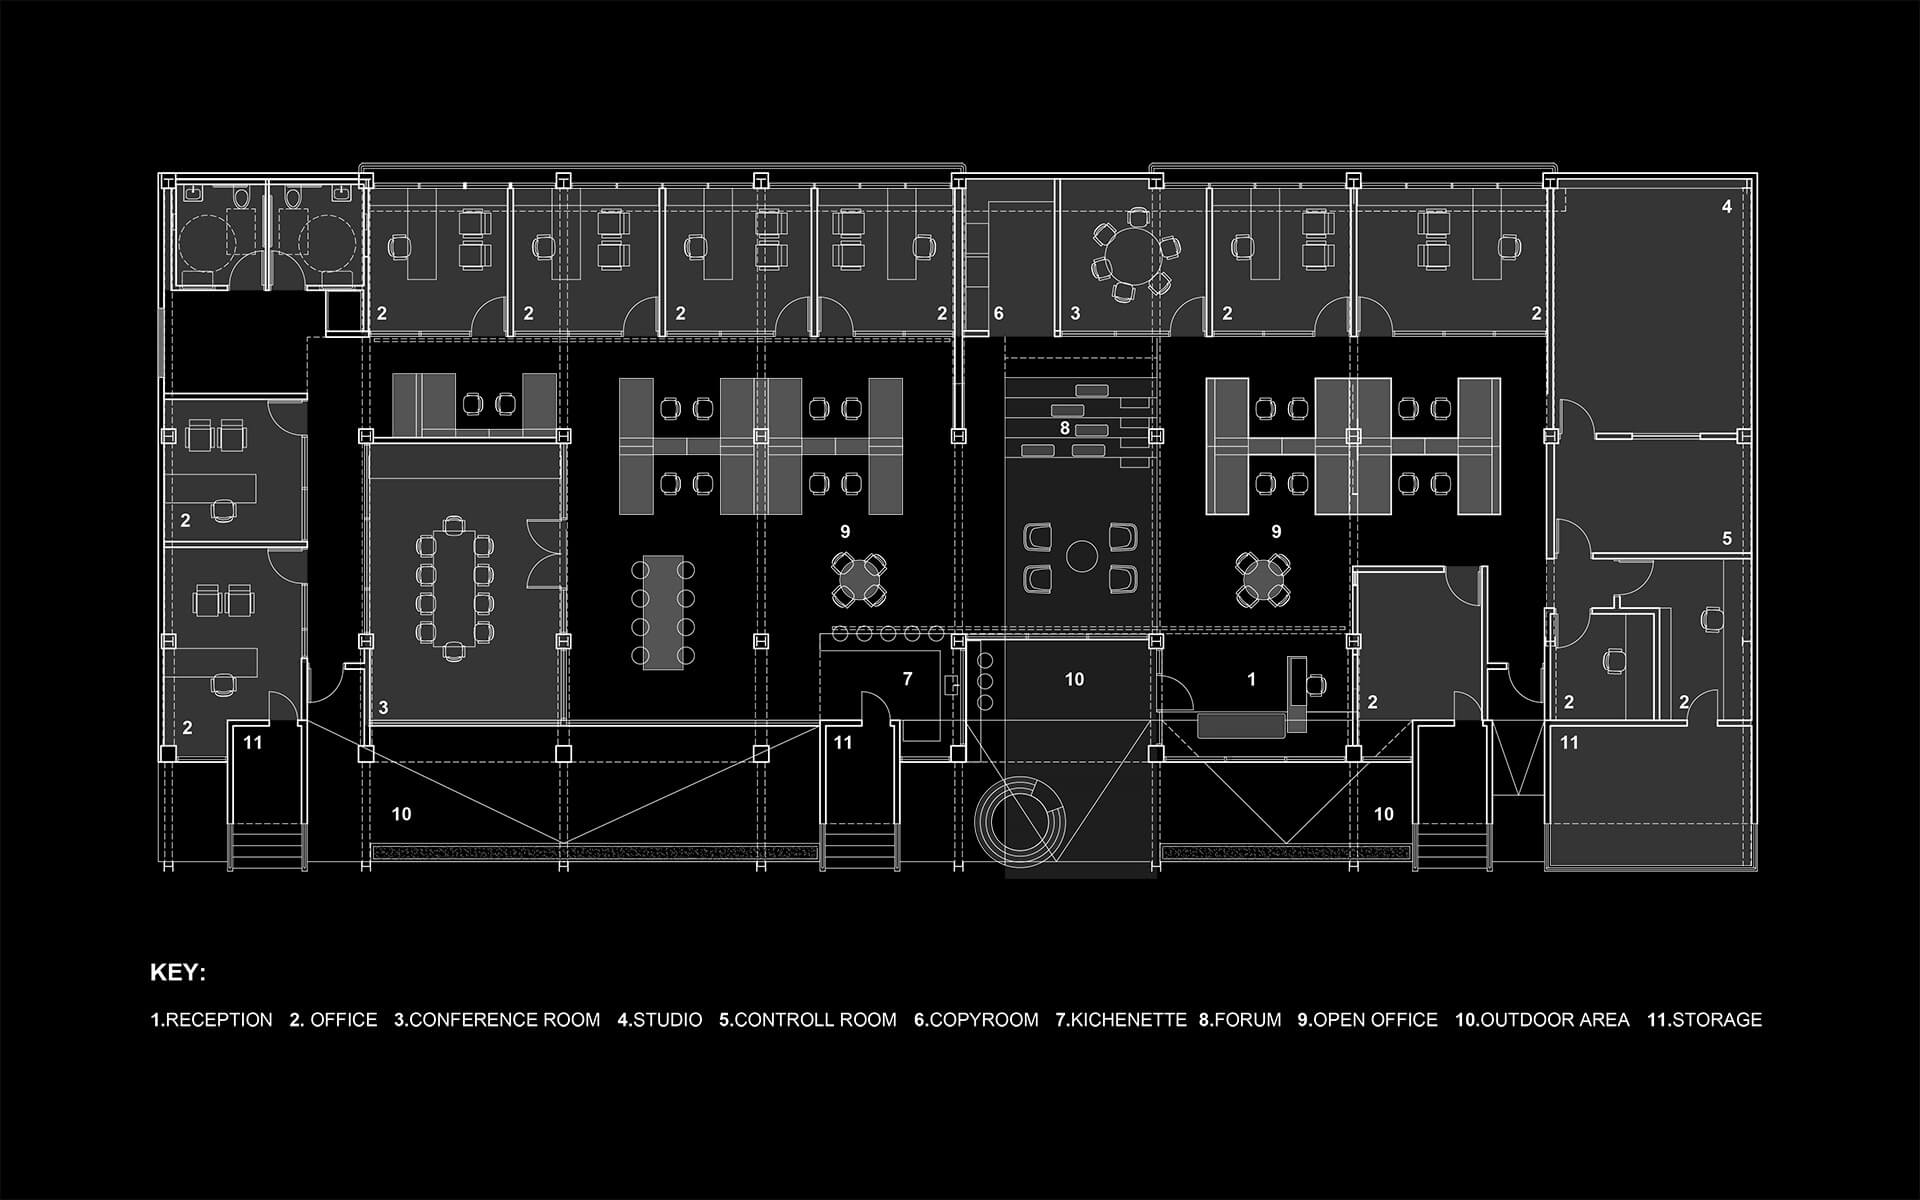 4
2 2 2 2 6 3 2 2
8
2 9 9 5
7 10 1
2 3 2 2 2
11 11 11
10 10
KEY:
1.RECEPTION 2. OFFICE 3.CONFERENCE ROOM 4.STUDIO 5.CONTROLL ROOM 6.COPYROOM 7.KICHENETTE 8.FORUM 9.OPEN OFFICE 10.OUTDOOR AREA 11.STORAGE